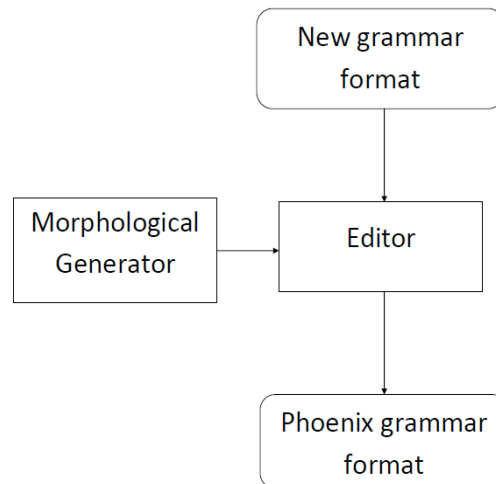 New grammar
format
Morphological
Generator
Editor
Phoenix grammar
format